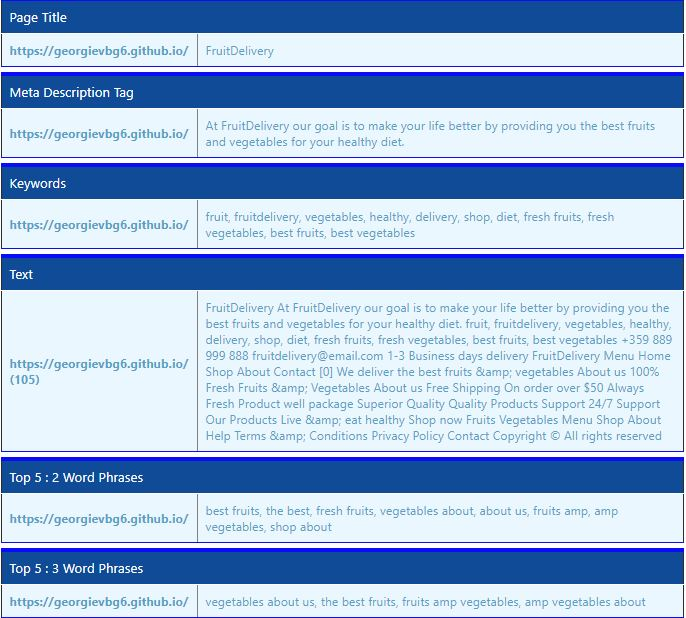 Page Title
https://georgievbg6.github.io/ FruitDelivery
Meta Description Tag
https://georgievbg6.github.io/ At FruitDelivery our goal is to make your life better by providing you the best fruits
and vegetables for your healthy diet.
Keywords
https://georgievbg6.github.io/ fruit, fruitdelivery, vegetables, healthy, delivery, shop, diet, fresh fruits, fresh
vegetables, best fruits, best vegetables
Text
https://georgievbg6.github.io/
(105)
FruitDelivery At FruitDelivery our goal is to make your life better by providing you the
best fruits and vegetables for your healthy diet. fruit, fruitdelivery, vegetables, healthy,
delivery, shop, diet, fresh fruits, fresh vegetables, best fruits, best vegetables +359 889
999 888 fruitdelivery@email.com 1-3 Business days delivery FruitDelivery Menu Home
Shop About Contact [0] We deliver the best fruits &amp; vegetables About us 100%
Fresh Fruits &amp; Vegetables About us Free Shipping On order over $50 Always
Fresh Product well package Superior Quality Quality Products Support 24/7 Support
Our Products Live &amp; eat healthy Shop now Fruits Vegetables Menu Shop About
Help Terms &amp; Conditions Privacy Policy Contact Copyright © All rights reserved
Top 5 : 2 Word Phrases
https://georgievbg6.github.io/ best fruits, the best, fresh fruits, vegetables about, about us, fruits amp, amp
vegetables, shop about
Top 5 : 3 Word Phrases
https://georgievbg6.github.io/ vegetables about us, the best fruits, fruits amp vegetables, amp vegetables about